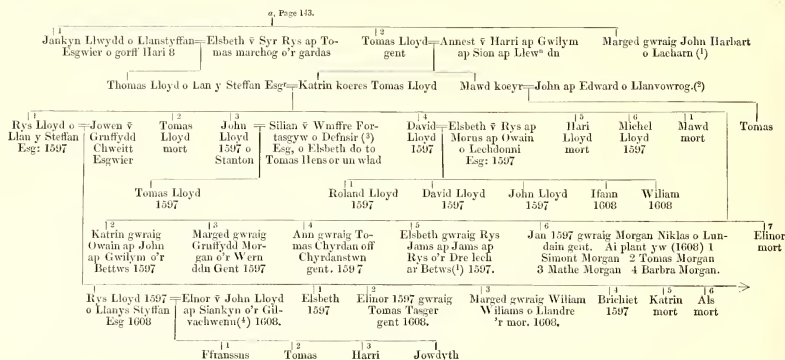 a, Page 143.
1 2
Jankyn Llwydd o Llanstyffan = Elsbeth v̄ Syr Rys ap To- Tomas Lloyd = Annest v̄ Harri ap Gwilym Marged gwraig John Harbart
Esgwier o gorff Hari 8 mas marchog o'r gardas gent ap Sion ap Llewⁿ dn o Lacharn (¹)
Thomas Lloyd o Lan y Steffan Esgʳ = Katrin koeres Tomas Lloyd Mawd koeyr = John ap Edward o Llanvowrog.(²)
1 2 3 4 5 6 1
Rys Lloyd o = Jowen v̄ Tomas John = Silian v̄ Wmffre For- David = Elsbeth v̄ Rys ap Hari Michel Mawd Tomas
Llan y Steffan Gruffydd Lloyd Lloyd tasgyw o Defnsir (³) Lloyd Morus ap Owain Lloyd Lloyd mort
Esg: 1597 Chweitt mort 1597 o Esg, o Elsbeth do to 1597 o Lechdonni mort 1597
Esgwier Stanton Tomas Hens or un wlad Esg: 1597
1
Tomas Lloyd Roland Lloyd David Lloyd John Lloyd Ifann Wiliam
1597 1597 1597 1597 1608 1608
2 3 4 5 6 7
Katrin gwraig Marged gwraig Ann gwraig To- Elsbeth gwraig Rys Jan 1597 gwraig Morgan Niklas o Lun- Elinor
Owain ap John Gruffydd Mor- mas Chyrdan off Jams ap Jams ap dain gent. Ai plant yw (1608) 1 mort
ap Gwilym o'r gan o'r Wern Chyrdanstwn Rys o'r Dre lech Simont Morgan 2 Tomas Morgan
Bettws 1597 ddu Gent 1597 gent. 1597 ar Betws(¹) 1597. 3 Mathe Morgan 4 Barbra Morgan.
1 2 3 4 5 6
Rys Lloyd 1597 = Elnor v̄ John Lloyd Elsbeth Elinor 1597 gwraig Marged gwraig Wiliam Brichiet Katrin Als
o Llanys Styffan ap Siankyn o'r Gil- 1597 Tomas Tasger Wiliams o Llandre 1597 mort mort
Esg 1608 vachwenu(⁴) 1608. gent 1608. 'r mor. 1608.
1 2 3
Ffranssus Tomas Harri Jowdyth